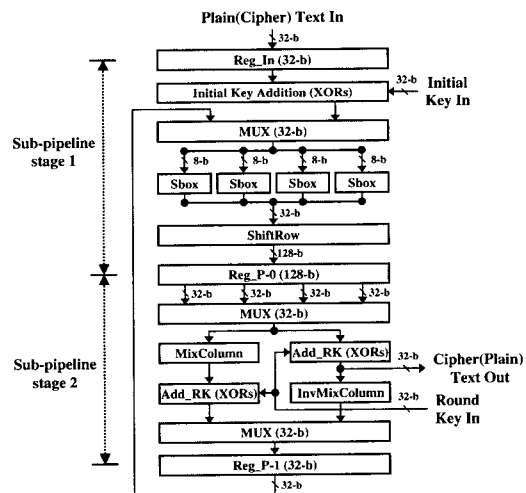 Plain(Cipher) Text In
32-b
Reg_In (32-b)
32-b
Initial Key Addition (XORs)
Initial
Key In
MUX (32-b)
Sub-pipeline
stage 1
8-b 8-b 8-b 8-b
Sbox Sbox Sbox Sbox
32-b
ShiftRow
128-b
Reg_P-0 (128-b)
32-b 32-b 32-b 32-b
MUX (32-b)
Sub-pipeline
stage 2
MixColumn Add_RK (XORs)
32-b
Cipher(Plain)
Text Out
Add_RK (XORs) InvMixColumn
32-b
Round
Key In
MUX (32-b)
Reg_P-1 (32-b)
32-b